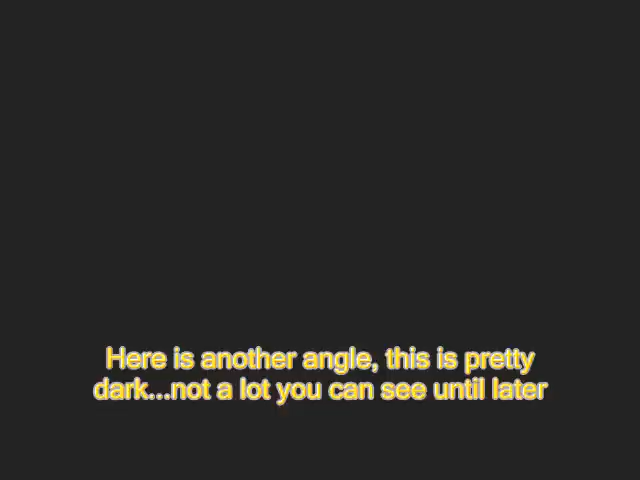 Here is another angle, this is pretty
dark...not a lot you can see until later